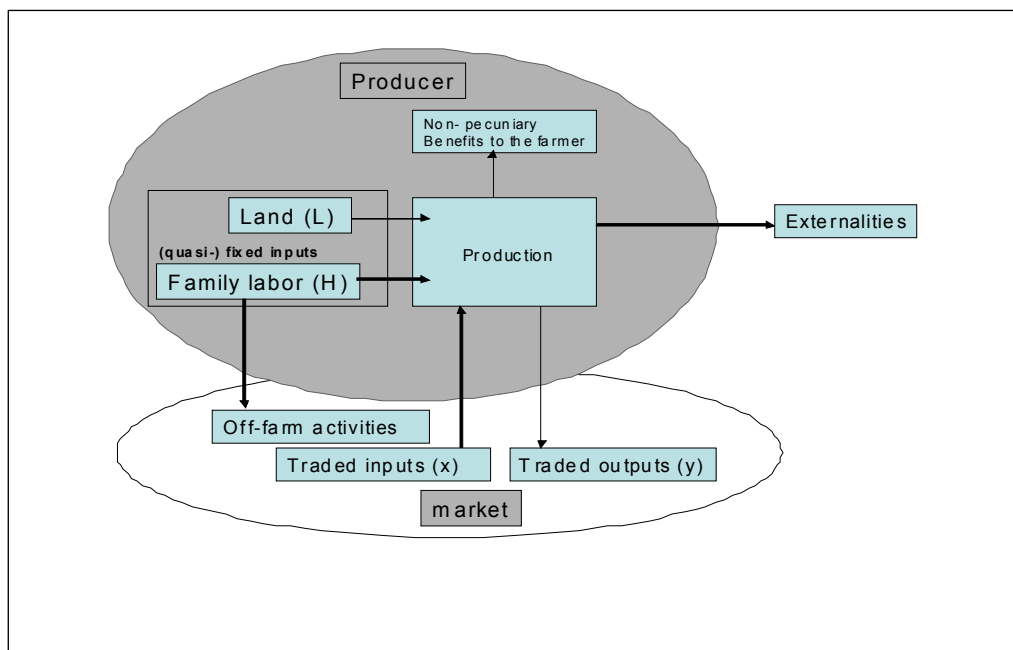 Producer
Non- pecuniary
Benefits to the farmer
Land (L)
(quasi-) fixed inputs
Family labor (H)
Production
Externalities
Off-farm activities
Traded inputs (x)
Traded outputs (y)
market